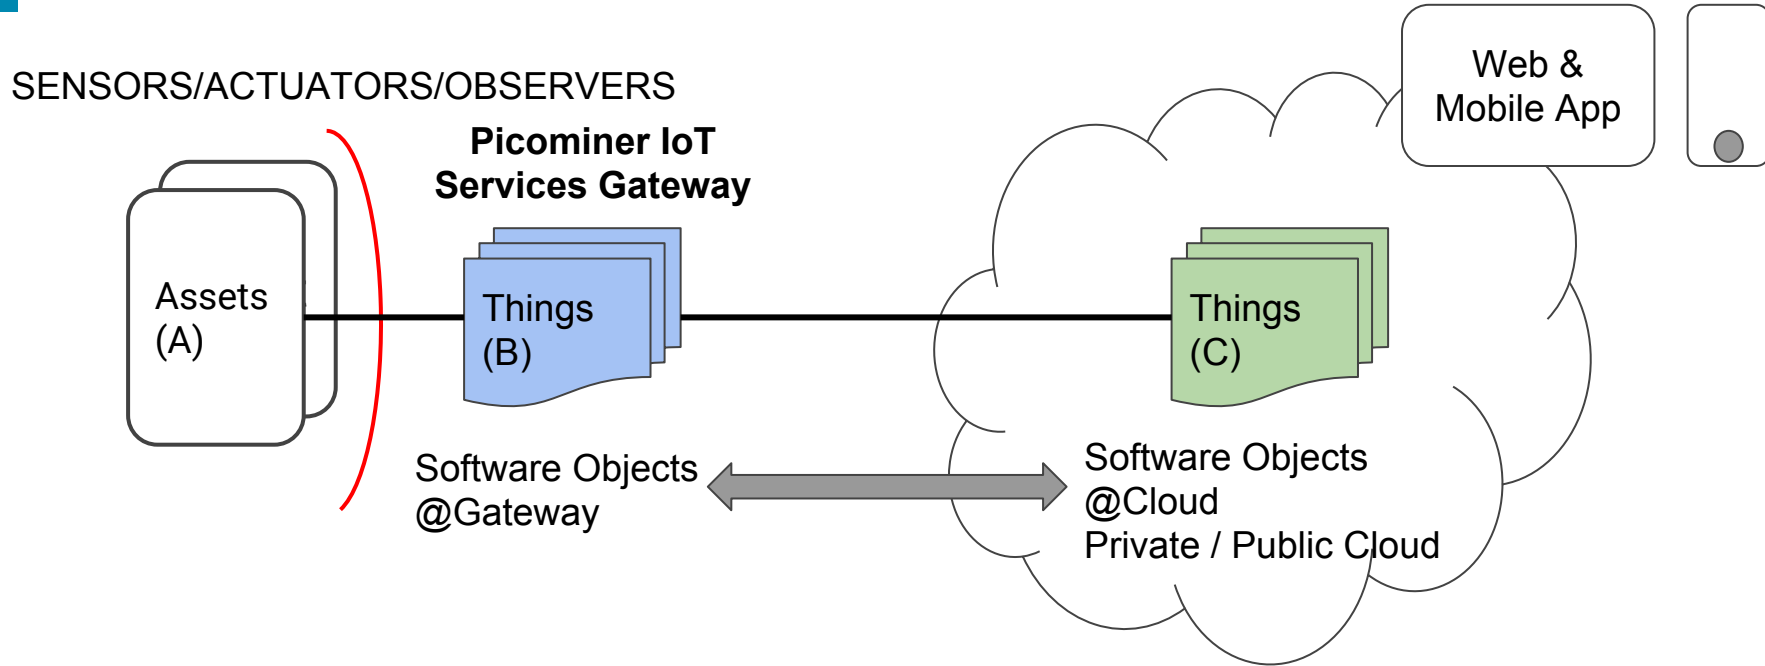 SENSORS/ACTUATORS/OBSERVERS
Picominer IoT
Services Gateway
Web &
Mobile App
Assets
(A)
Things
(B)
Things
(C)
Software Objects
@Gateway
Software Objects
@Cloud
Private / Public Cloud